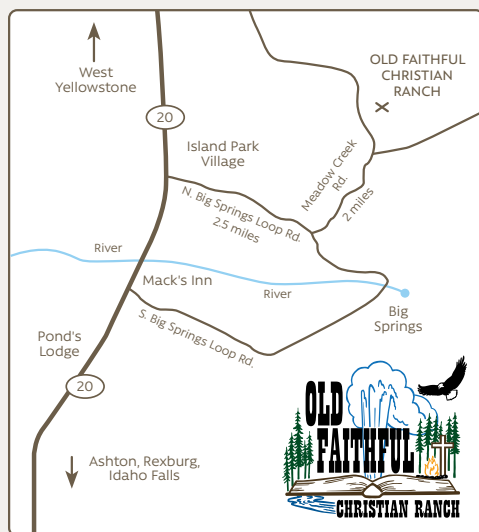 West
Yellowstone
OLD FAITHFUL
CHRISTIAN
RANCH
20
Island Park
Village
Meadow Creek
Rd.
2 miles
N. Big Springs Loop Rd.
2.5 miles
River
Mack's Inn
River
Big
Springs
S. Big Springs Loop Rd.
Pond's
Lodge
20
Ashton, Rexburg,
Idaho Falls
OLD
FAITHFUL
CHRISTIAN RANCH